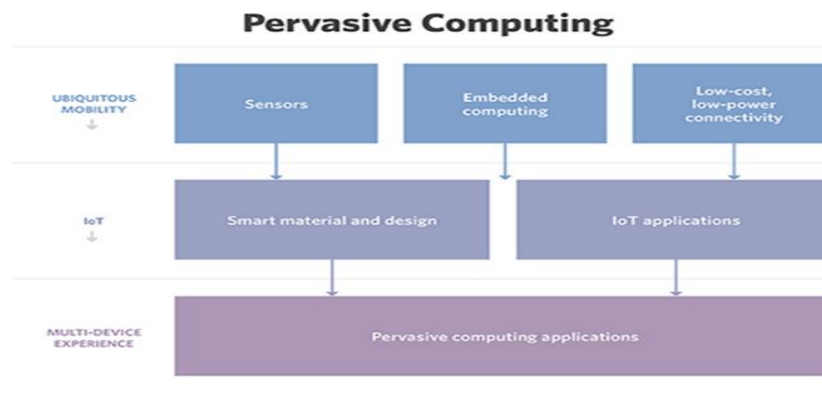 Pervasive Computing
UBIQUITOUS
MOBILITY
Sensors
Embedded
computing
Low-cost,
low-power
connectivity
IoT
Smart material and design
IoT applications
MULTI-DEVICE
EXPERIENCE
Pervasive computing applications